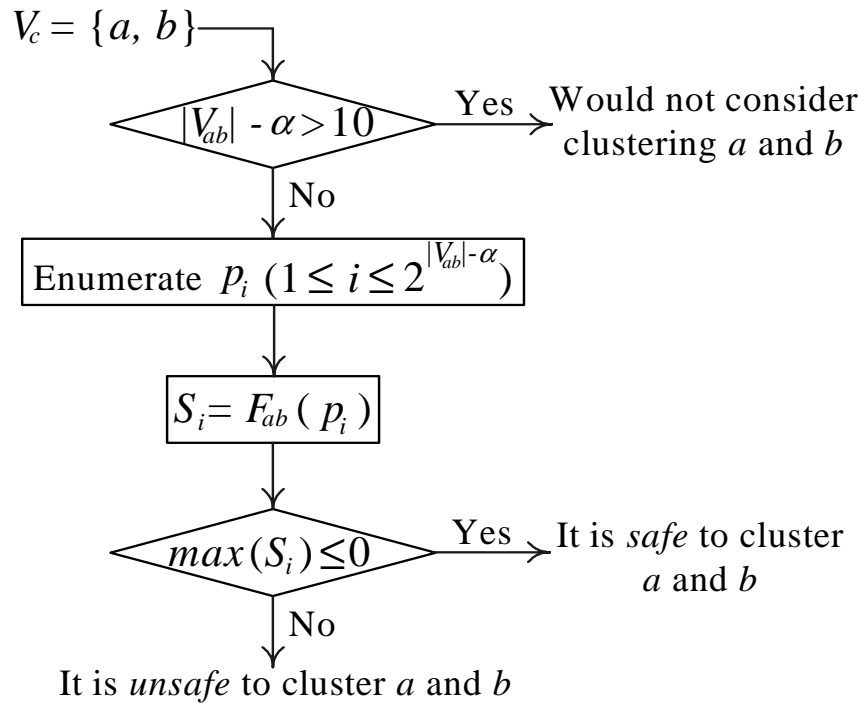 V_c = {a, b}
|V_ab| - α > 10
Yes
Would not consider
clustering a and b
No
Enumerate p_i (1 ≤ i ≤ 2^{|V_ab|-α})
S_i = F_ab ( p_i )
max(S_i) ≤ 0
Yes
It is safe to cluster
a and b
No
It is unsafe to cluster a and b